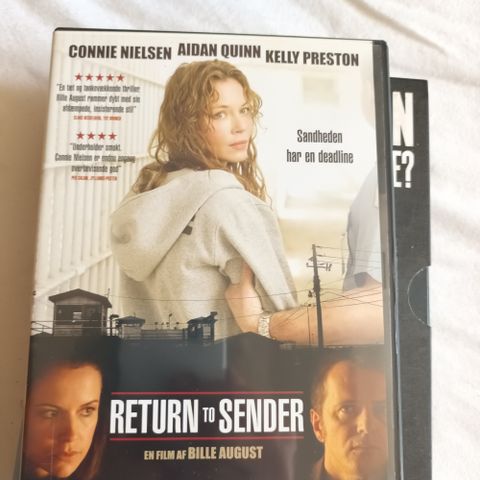 CONNIE NIELSEN AIDAN QUINN KELLY PRESTON
★★★★★
"En tæt og tankevækkende thriller.
Bille August rammer dybt med sin
afdæmpede, insisterende stil"
★★★★
"Underholder smukt.
Connie Nielsen er endnu engang
overbevisende god"
Sandheden
har en deadline
N
E?
RETURN TO SENDER
EN FILM AF BILLE AUGUST